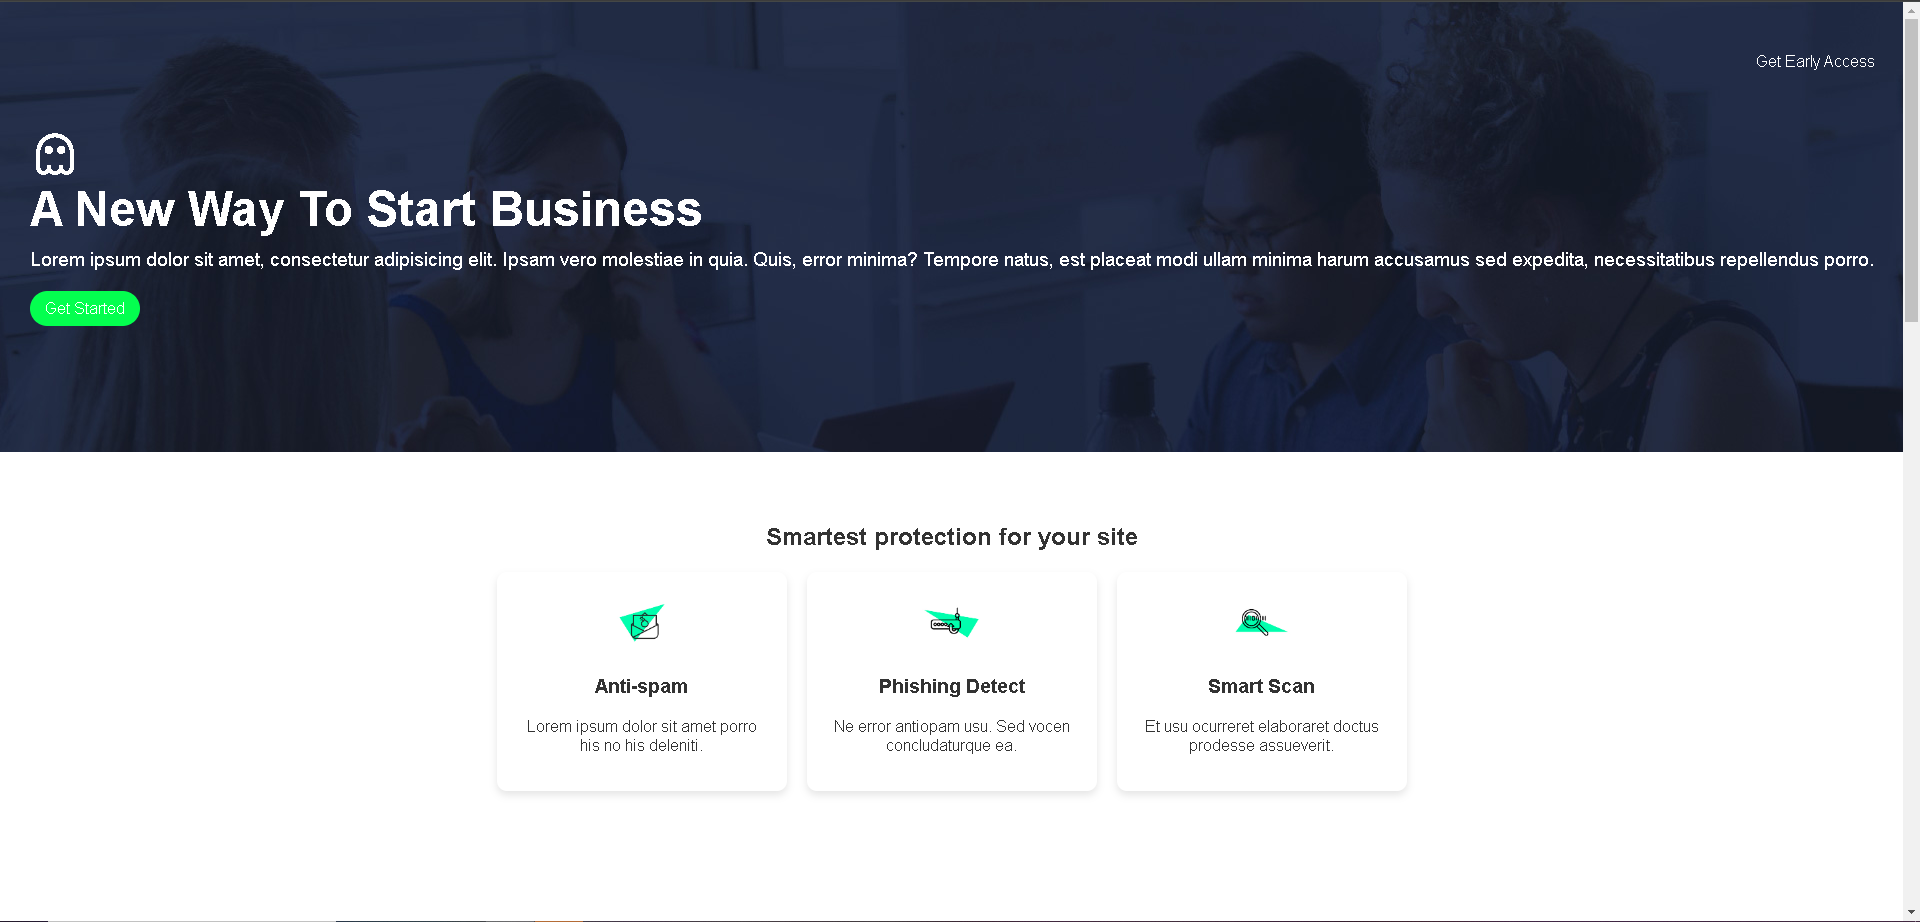 Get Early Access
A New Way To Start Business
Lorem ipsum dolor sit amet, consectetur adipisicing elit. Ipsam vero molestiae in quia. Quis, error minima? Tempore natus, est placeat modi ullam minima harum accusamus sed expedita, necessitatibus repellendus porro.
Get Started
Smartest protection for your site
Anti-spam
Lorem ipsum dolor sit amet porro
his no his deleniti.
Phishing Detect
Ne error antiopam usu. Sed vocen
concludaturque ea.
Smart Scan
Et usu ocurreret elaboraret doctus
prodesse assueverit.